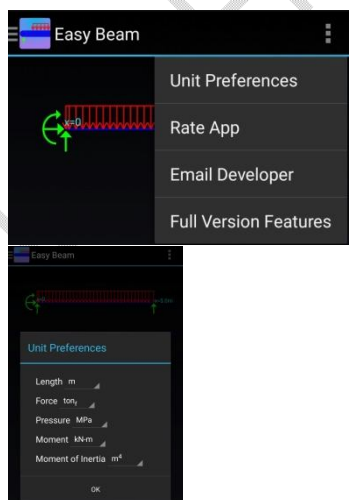 Easy Beam
Unit Preferences
x=0
Rate App
Email Developer
Full Version Features
Easy Beam
Unit Preferences
Length m
Force ton_f
Pressure MPa
Moment kN-m
Moment of Inertia m⁴
OK